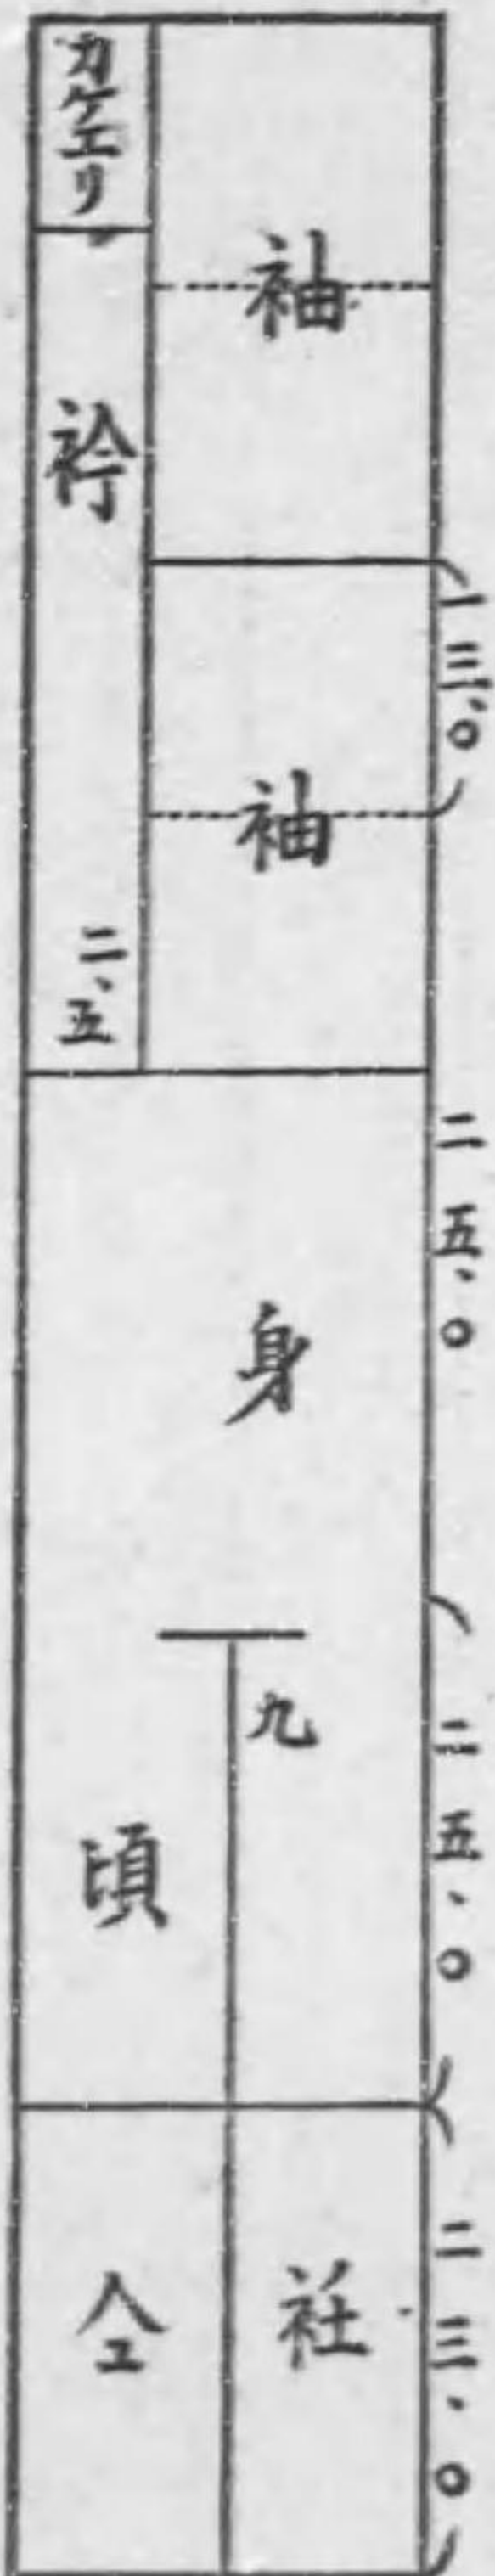 カケエリ
袖
衿
一三、〇
袖
二、五
二五、〇
身
九
二五、〇
頃
衽
仝
二三、〇